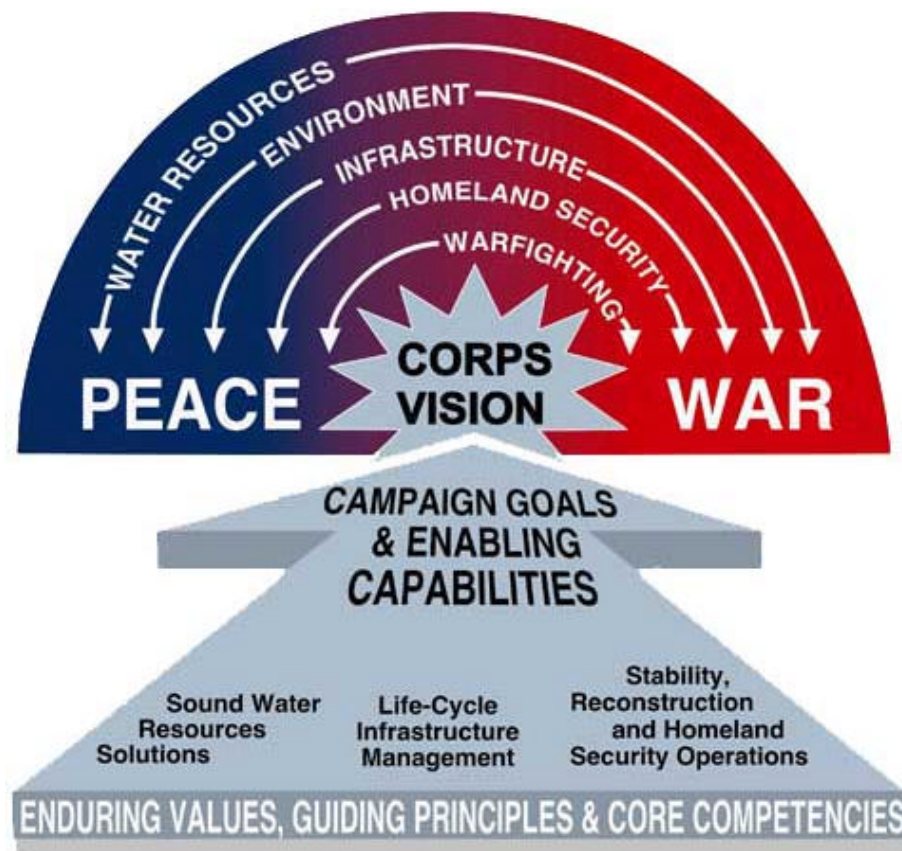 WATER RESOURCES
ENVIRONMENT
INFRASTRUCTURE
HOMELAND SECURITY
WARFIGHTING
PEACE
CORPS
VISION
WAR
CAMPAIGN GOALS
& ENABLING
CAPABILITIES
Sound Water
Resources
Solutions
Life-Cycle
Infrastructure
Management
Stability,
Reconstruction
and Homeland
Security Operations
ENDURING VALUES, GUIDING PRINCIPLES & CORE COMPETENCIES